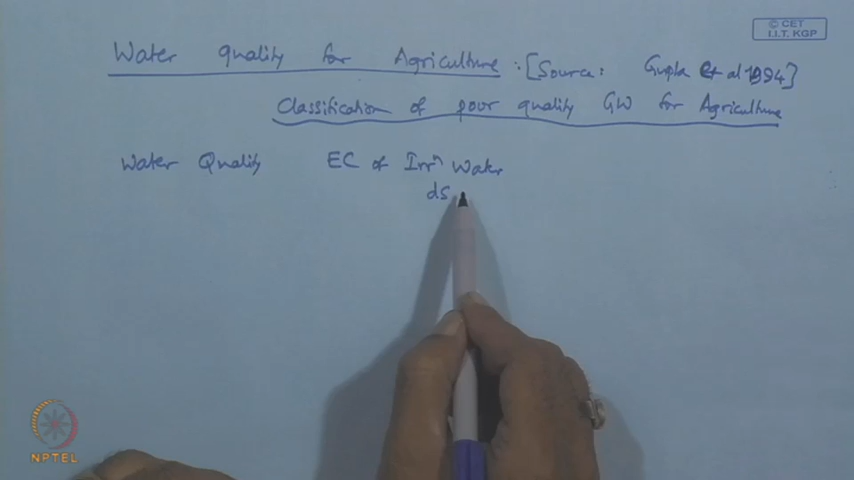 © CET
I.I.T. KGP
Water quality for Agriculture : [Source: Gupta et al 1994]
Classification of poor quality GW for Agriculture
Water Quality EC of Irrⁿ Water
dS
NPTEL